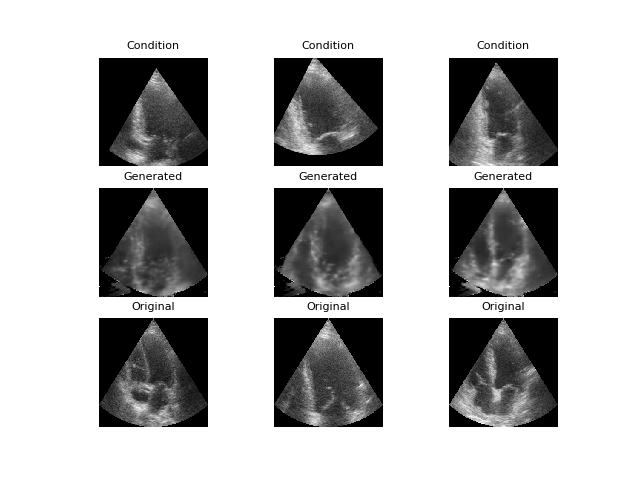 Condition Condition Condition
Generated Generated Generated
Original Original Original